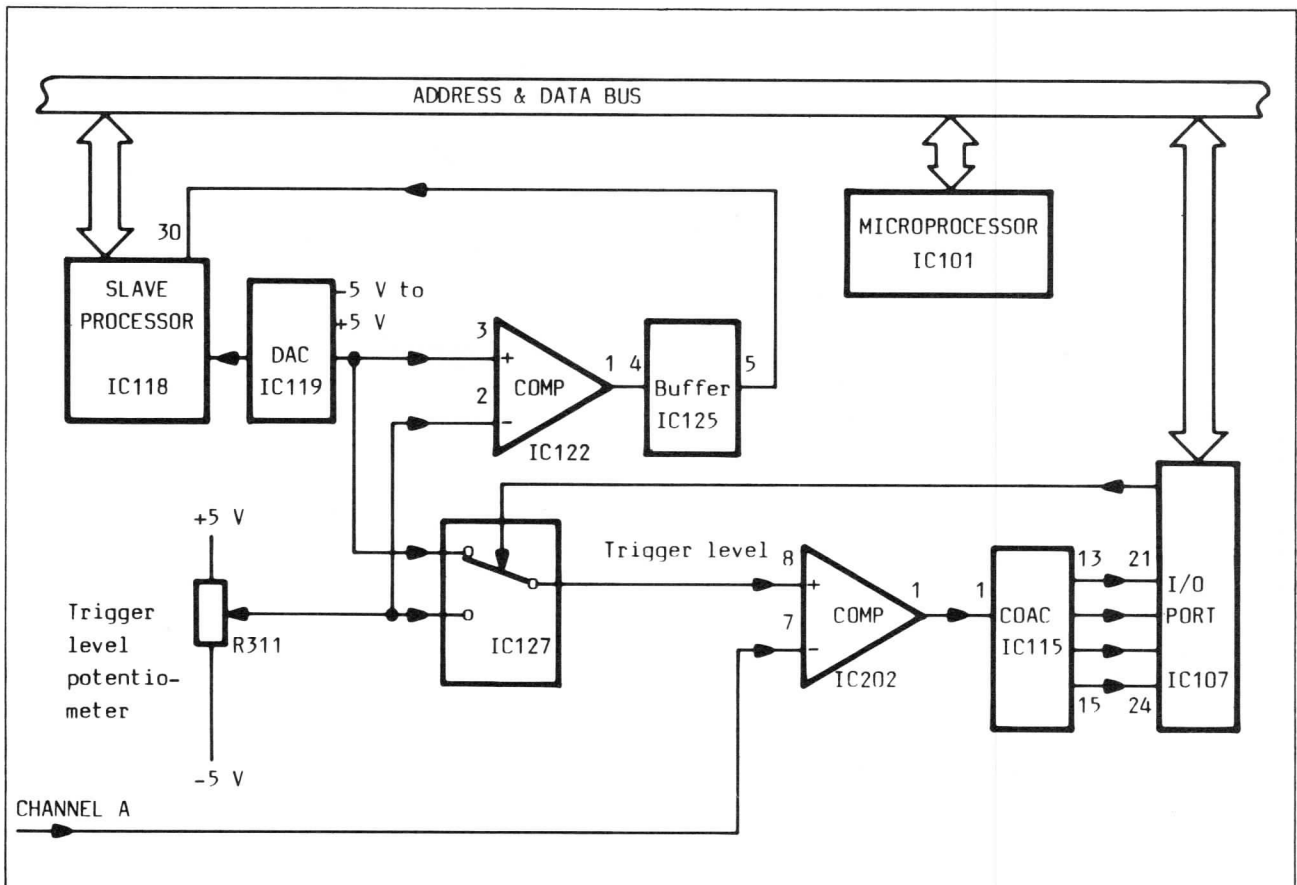 ADDRESS & DATA BUS
30
MICROPROCESSOR
IC101
SLAVE
PROCESSOR
IC118
-5 V to
+5 V
DAC
IC119
3
+
2
-
COMP
IC122
1
4
Buffer
IC125
5
+5 V
Trigger
level
potentio-
meter
R311
-5 V
IC127
Trigger level
8
+
7
-
COMP
IC202
1
1
COAC
IC115
13
15
21
24
I/O
PORT
IC107
CHANNEL A